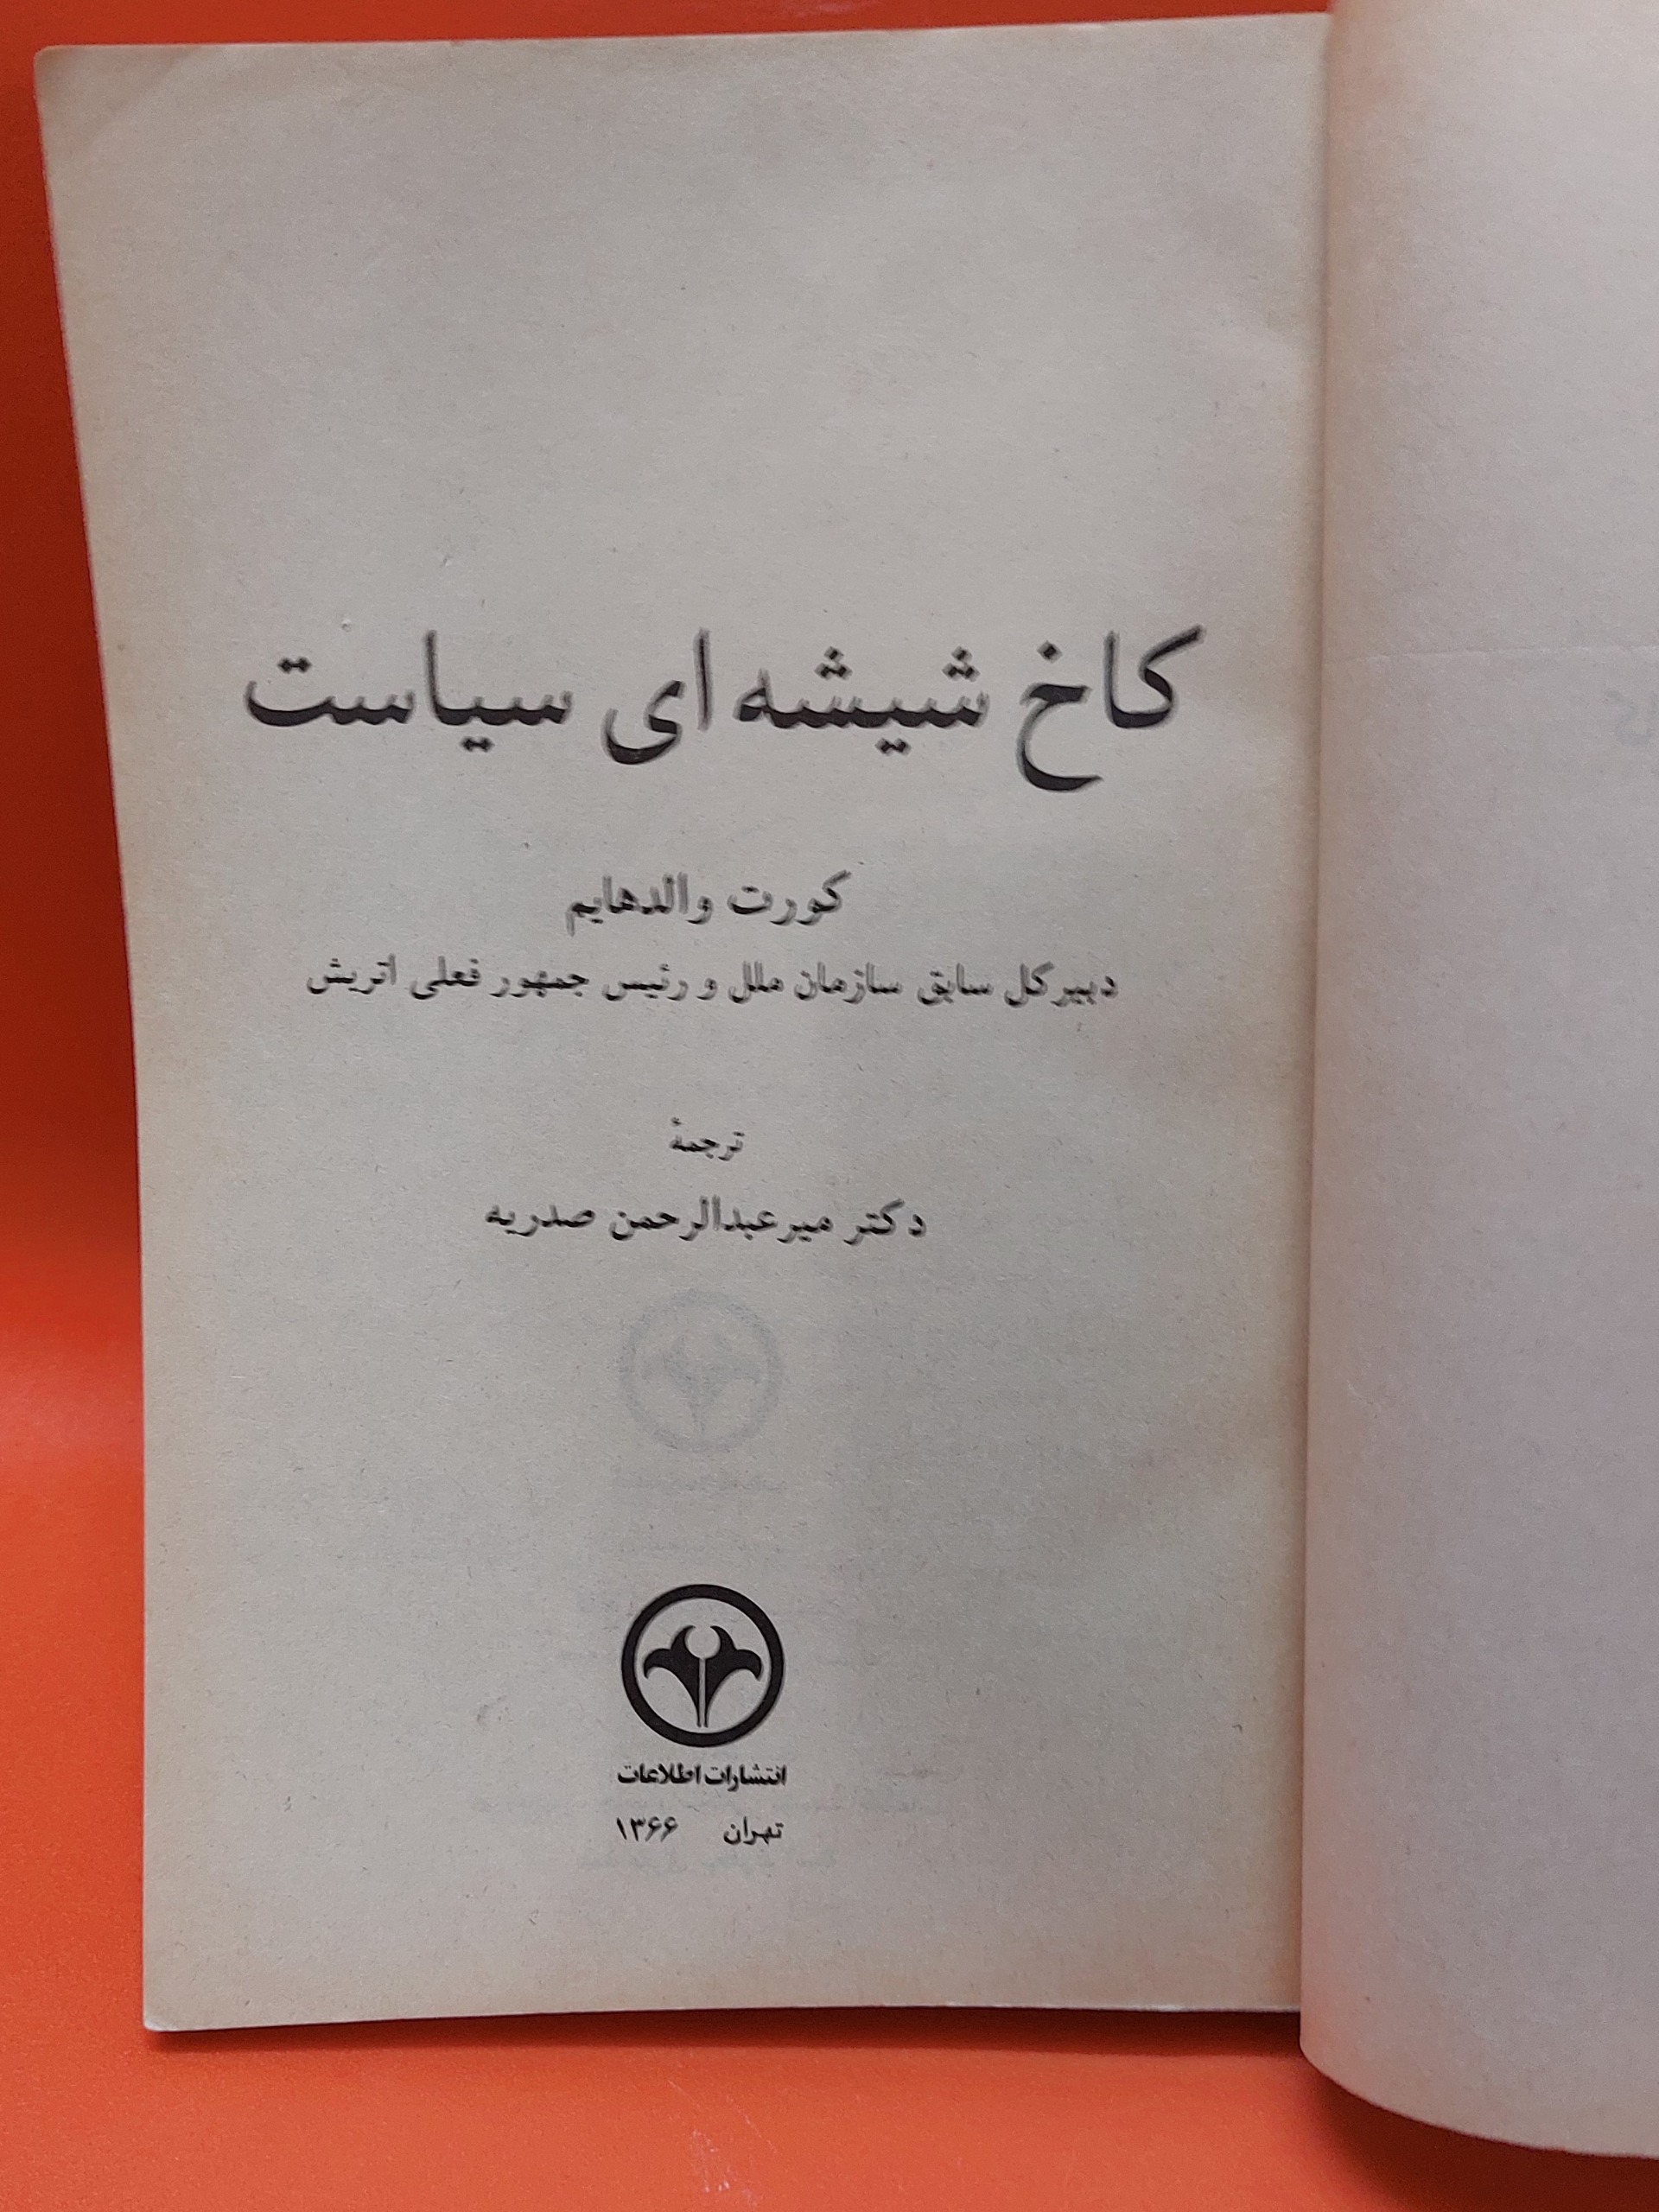 کاخ شیشه ای سیاست
کورت والدهایم
دبیرکل سابق سازمان ملل و رئیس جمهور فعلی اتریش
ترجمهٔ
دکتر میرعبدالرحمن صدریه
انتشارات اطلاعات
تهران ۱۳۶۶